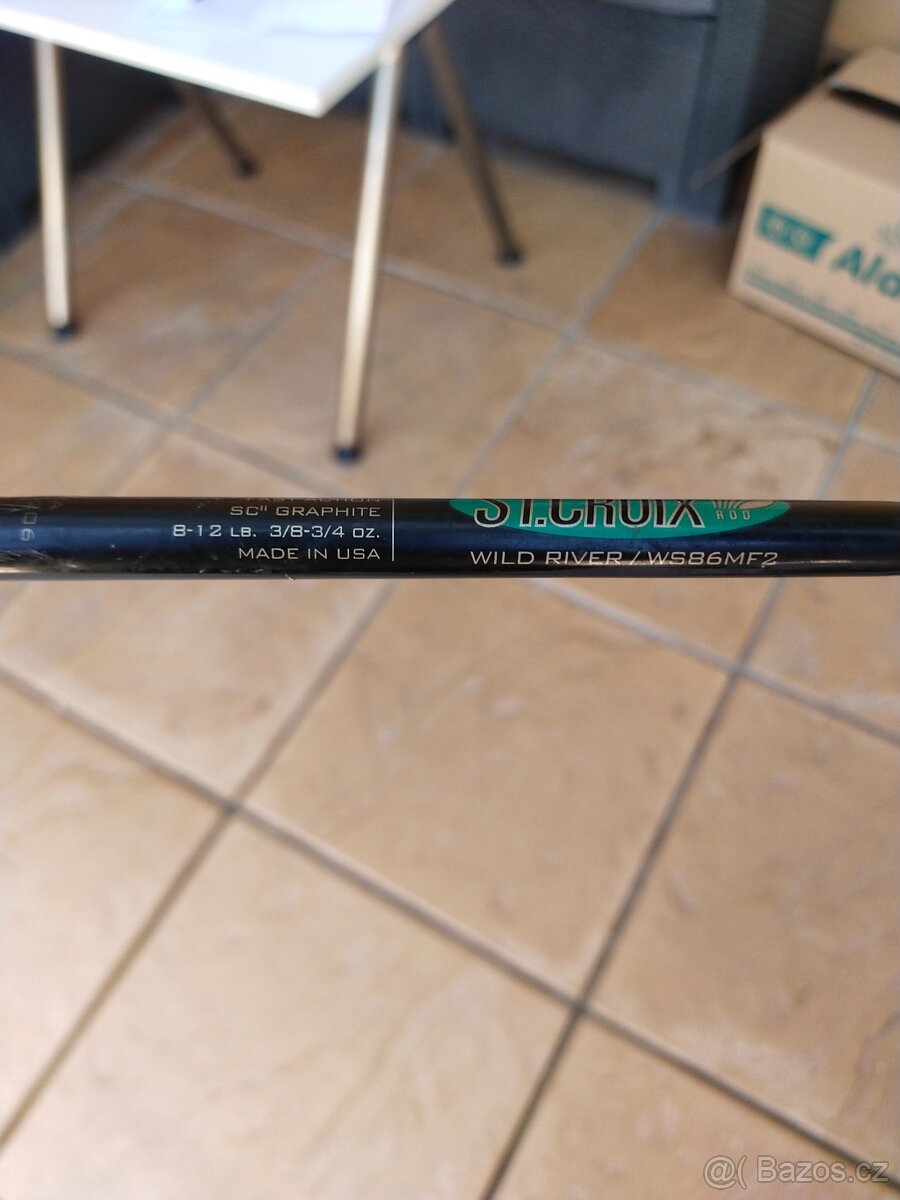 SCII GRAPHITE
8-12 LB. 3/8-3/4 OZ.
MADE IN USA
ST.CROIX
ROD
WILD RIVER / WS86MF2
@( Bazos.cz